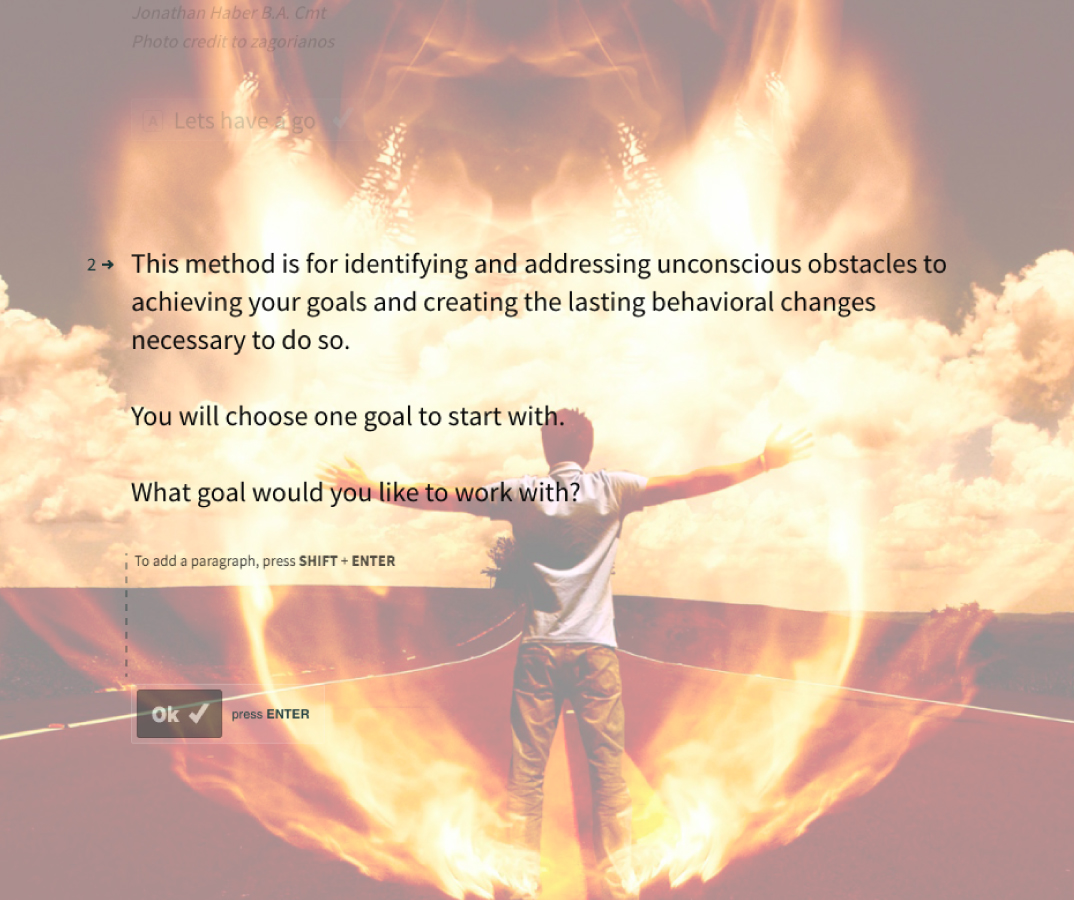 Jonathan Haber B.A. Cmt
Photo credit to zagorianos
A Lets have a go
2 → This method is for identifying and addressing unconscious obstacles to
achieving your goals and creating the lasting behavioral changes
necessary to do so.
You will choose one goal to start with.
What goal would you like to work with?
To add a paragraph, press SHIFT + ENTER
Ok ✓ press ENTER